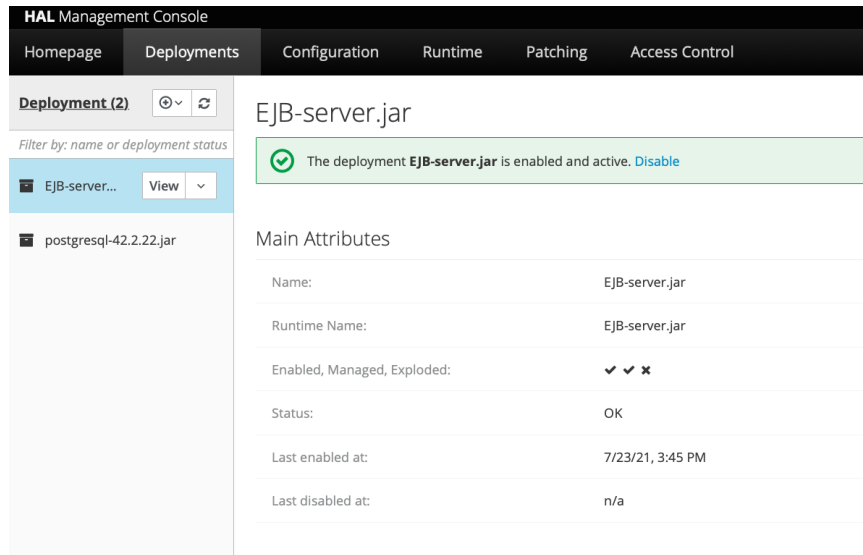 HAL Management Console
Homepage Deployments Configuration Runtime Patching Access Control
Deployment (2)
Filter by: name or deployment status
EJB-server... View
postgresql-42.2.22.jar
EJB-server.jar
The deployment EJB-server.jar is enabled and active. Disable
Main Attributes
Name: EJB-server.jar
Runtime Name: EJB-server.jar
Enabled, Managed, Exploded: ✔ ✔ ✖
Status: OK
Last enabled at: 7/23/21, 3:45 PM
Last disabled at: n/a